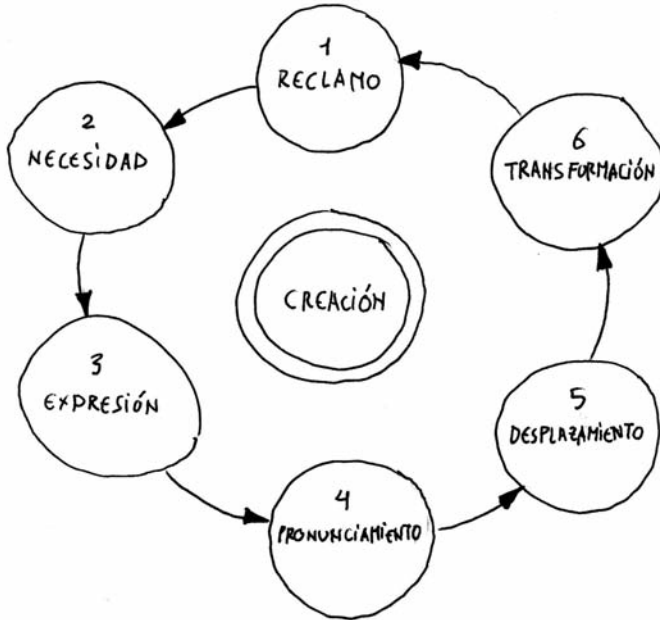 1
RECLAMO
2
NECESIDAD
3
EXPRESIÓN
4
PRONUNCIAMIENTO
5
DESPLAZAMIENTO
6
TRANSFORMACIÓN
CREACIÓN